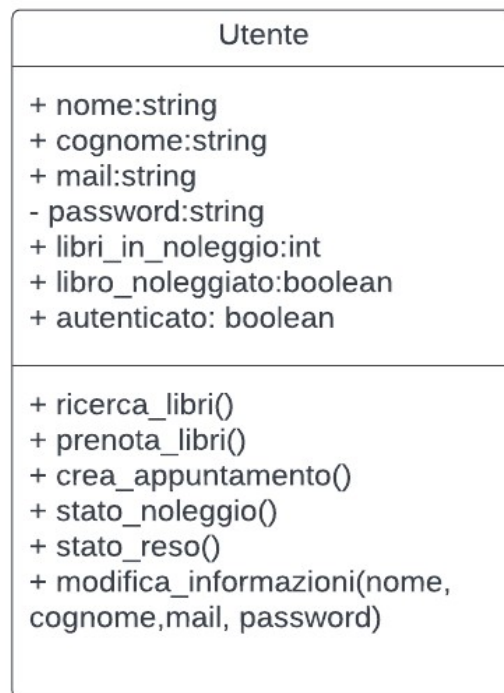 Utente
+ nome:string
+ cognome:string
+ mail:string
- password:string
+ libri_in_noleggio:int
+ libro_noleggiato:boolean
+ autenticato: boolean
+ ricerca_libri()
+ prenota_libri()
+ crea_appuntamento()
+ stato_noleggio()
+ stato_reso()
+ modifica_informazioni(nome,
cognome,mail, password)